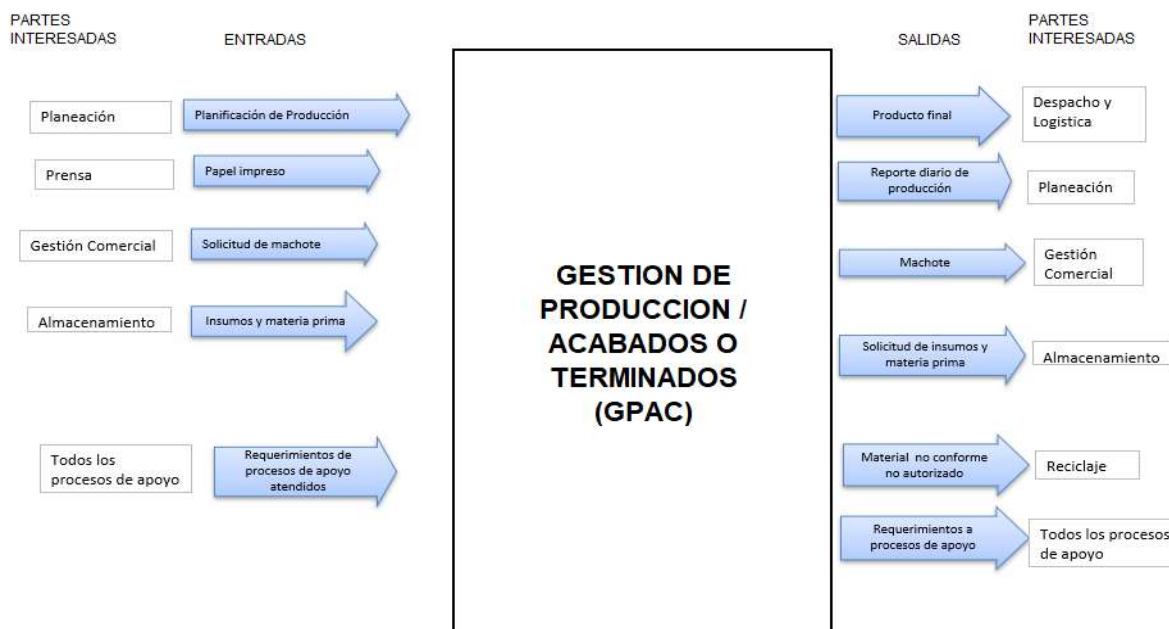 PARTES
INTERESADAS
ENTRADAS
SALIDAS
PARTES
INTERESADAS
Planeación
Planificación de Producción
Prensa
Papel impreso
Gestión Comercial
Solicitud de machote
Almacenamiento
Insumos y materia prima
Todos los
procesos de apoyo
Requerimientos de
procesos de apoyo
atendidos
GESTION DE
PRODUCCION /
ACABADOS O
TERMINADOS
(GPAC)
Producto final
Despacho y
Logistica
Reporte diario de
producción
Planeación
Machote
Gestión
Comercial
Solicitud de insumos y
materia prima
Almacenamiento
Material no conforme
no autorizado
Reciclaje
Requerimientos a
procesos de apoyo
Todos los procesos
de apoyo